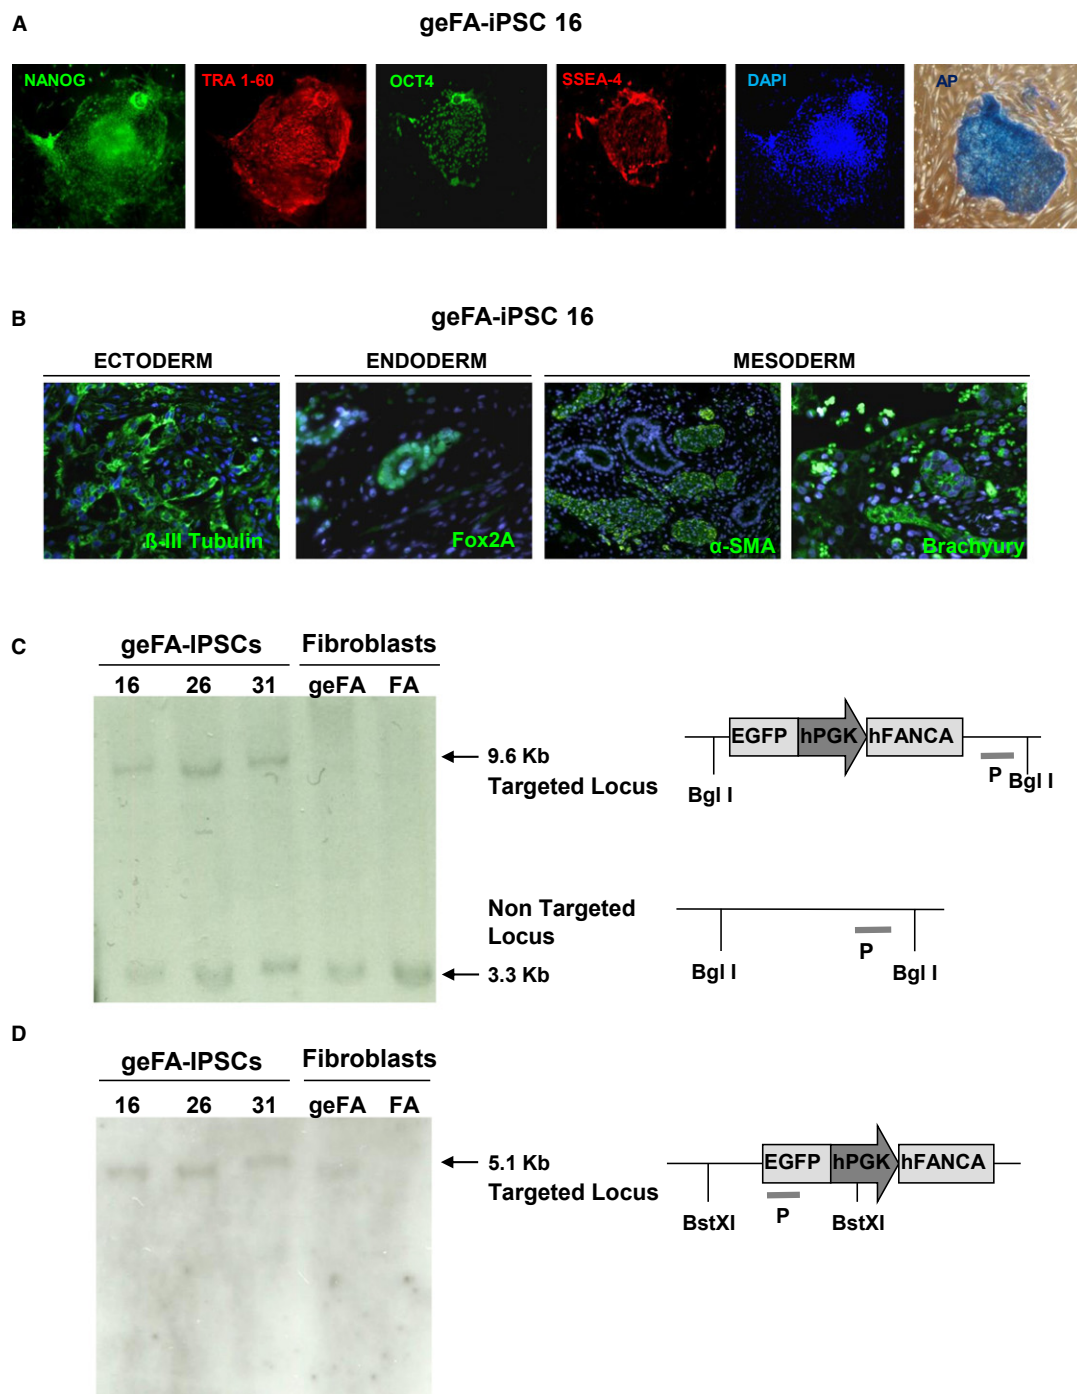 A
geFA-iPSC 16
NANOG TRA 1-60 OCT4 SSEA-4 DAPI AP
B
geFA-iPSC 16
ECTODERM ENDODERM MESODERM
ß-III Tubulin Fox2A α-SMA Brachyury
C
geFA-IPSCs Fibroblasts
16 26 31 geFA FA
9.6 Kb
Targeted Locus
EGFP hPGK hFANCA
P
Bgl I Bgl I
Non Targeted
Locus
3.3 Kb
P
Bgl I Bgl I
D
geFA-IPSCs Fibroblasts
16 26 31 geFA FA
5.1 Kb
Targeted Locus
EGFP hPGK hFANCA
P
BstXI BstXI